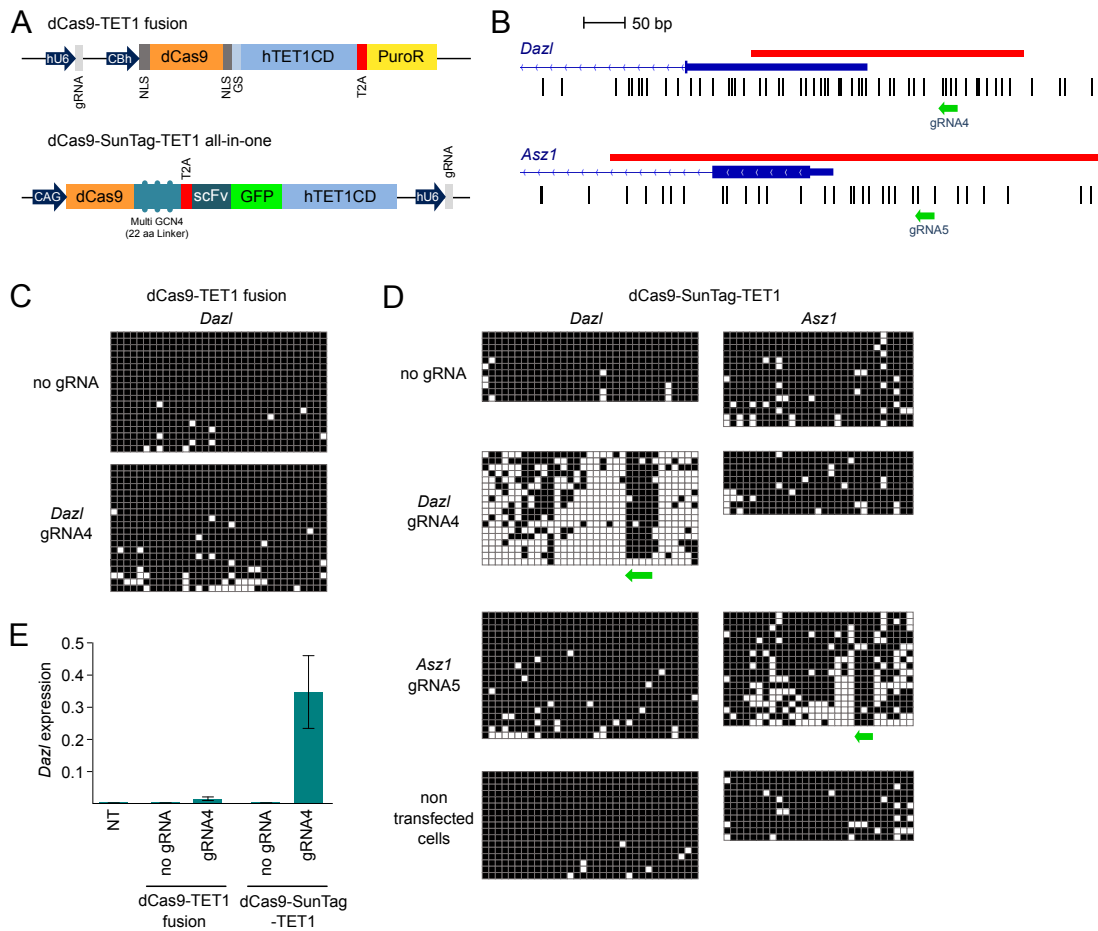 A
dCas9-TET1 fusion
hU6
gRNA
CBh
NLS
dCas9
NLS
GS
hTET1CD
T2A
PuroR
dCas9-SunTag-TET1 all-in-one
CAG
dCas9
Multi GCN4
(22 aa Linker)
T2A
scFv
GFP
hTET1CD
hU6
gRNA
B
50 bp
Dazl
gRNA4
Asz1
gRNA5
C
dCas9-TET1 fusion
Dazl
no gRNA
Dazl
gRNA4
D
dCas9-SunTag-TET1
Dazl
Asz1
no gRNA
Dazl
gRNA4
Asz1
gRNA5
non
transfected
cells
E
Dazl expression
0.5
0.4
0.3
0.2
0.1
NT
no gRNA
gRNA4
no gRNA
gRNA4
dCas9-TET1
fusion
dCas9-SunTag
-TET1